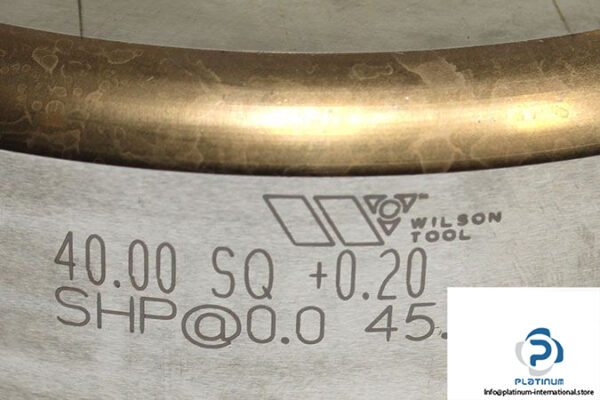 WILSON
TOOL
40.00 SQ +0.20
SHP@0.0 45.
PLATINUM
Info@platinum-international.store